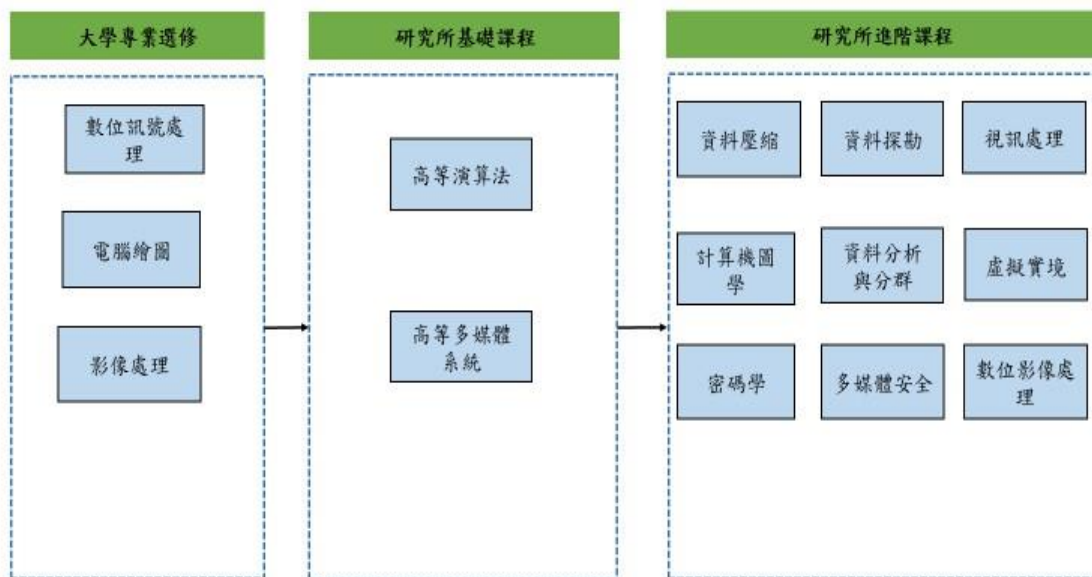 大學專業選修
數位訊號處
理
電腦繪圖
影像處理
研究所基礎課程
高等演算法
高等多媒體
系統
研究所進階課程
資料壓縮
資料探勘
視訊處理
計算機圖
學
資料分析
與分群
虛擬實境
密碼學
多媒體安全
數位影像處
理